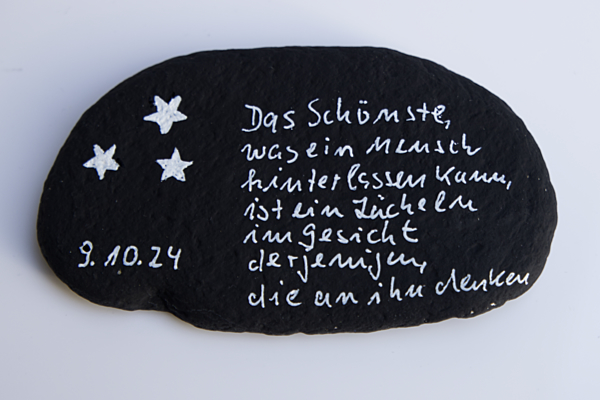 Das Schönste,
was ein Mensch
hinterlassen kann,
ist ein Lächeln
im Gesicht
derjenigen,
die an ihn denken
9.10.24